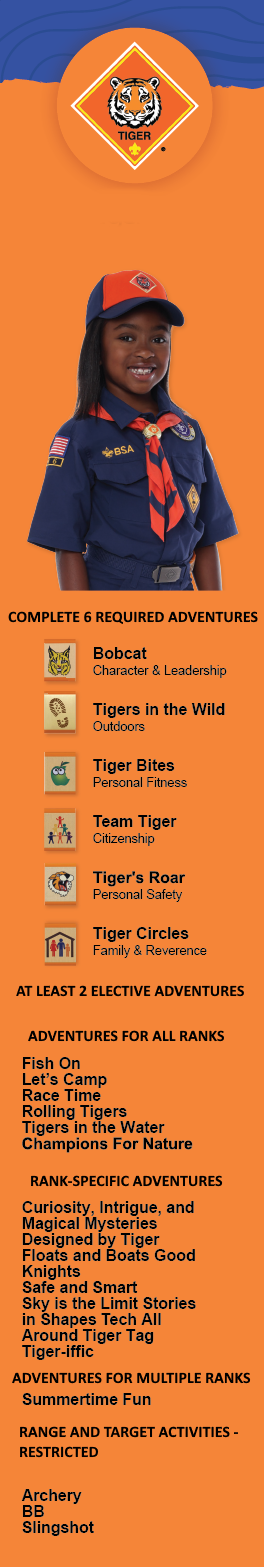 TIGER
BSA
COMPLETE 6 REQUIRED ADVENTURES
Bobcat
Character & Leadership
Tigers in the Wild
Outdoors
Tiger Bites
Personal Fitness
Team Tiger
Citizenship
Tiger's Roar
Personal Safety
Tiger Circles
Family & Reverence
AT LEAST 2 ELECTIVE ADVENTURES
ADVENTURES FOR ALL RANKS
Fish On
Let's Camp
Race Time
Rolling Tigers
Tigers in the Water
Champions For Nature
RANK-SPECIFIC ADVENTURES
Curiosity, Intrigue, and
Magical Mysteries
Designed by Tiger
Floats and Boats Good
Knights
Safe and Smart
Sky is the Limit Stories
in Shapes Tech All
Around Tiger Tag
Tiger-iffic
ADVENTURES FOR MULTIPLE RANKS
Summertime Fun
RANGE AND TARGET ACTIVITIES -
RESTRICTED
Archery
BB
Slingshot